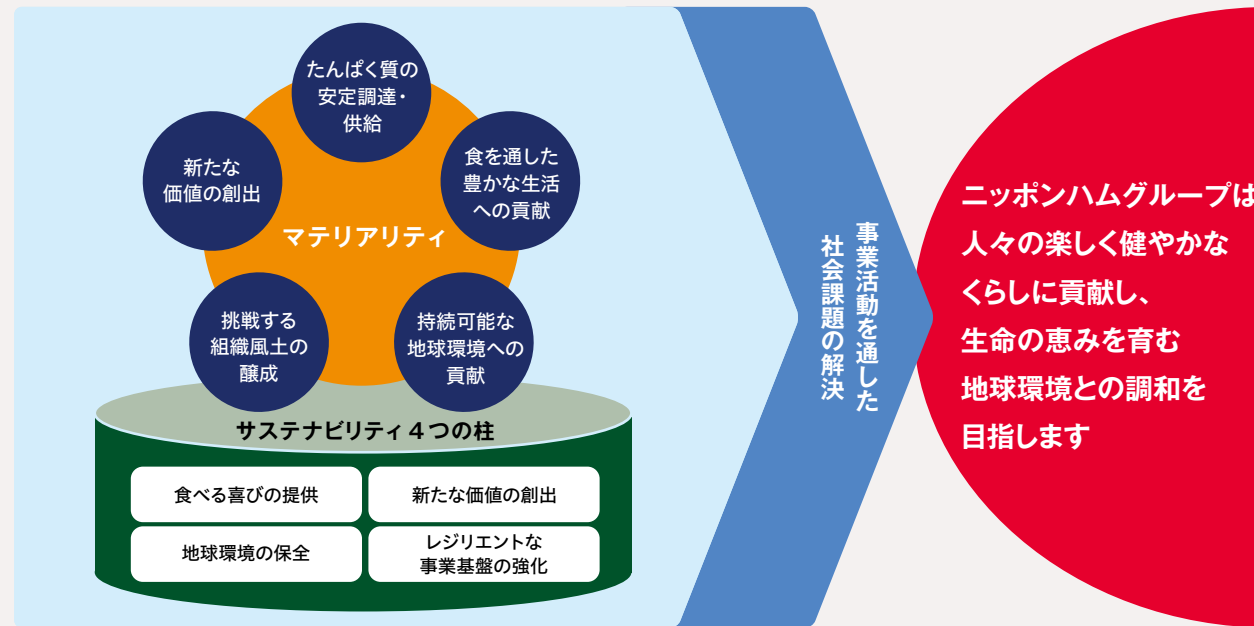 たんぱく質の
安定調達・
供給
新たな
価値の創出
食を通した
豊かな生活
への貢献
マテリアリティ
挑戦する
組織風土の
醸成
持続可能な
地球環境への
貢献
サステナビリティ4つの柱
食べる喜びの提供
新たな価値の創出
地球環境の保全
レジリエントな
事業基盤の強化
事業活動を通した
社会課題の解決
ニッポンハムグループは
人々の楽しく健やかな
くらしに貢献し、
生命の恵みを育む
地球環境との調和を
目指します